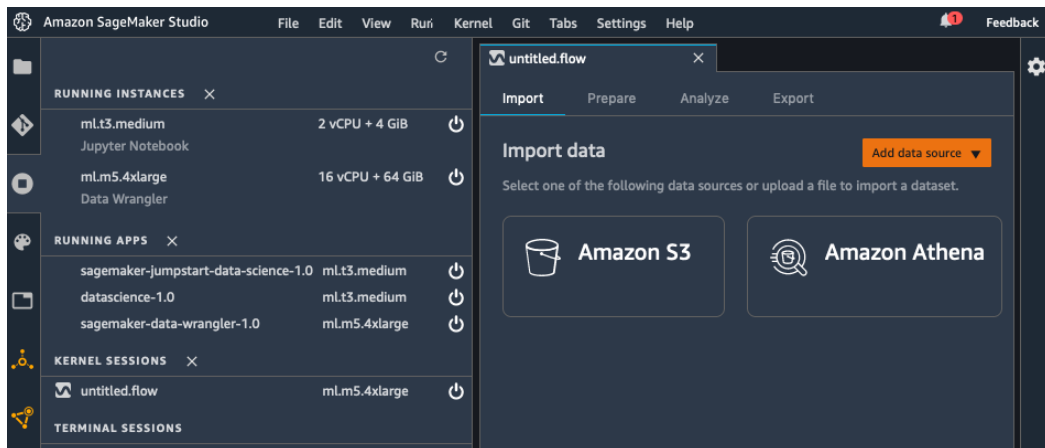 Amazon SageMaker Studio File Edit View Run Kernel Git Tabs Settings Help 1 Feedback
RUNNING INSTANCES
ml.t3.medium 2 vCPU + 4 GiB
Jupyter Notebook
ml.m5.4xlarge 16 vCPU + 64 GiB
Data Wrangler
RUNNING APPS
sagemaker-jumpstart-data-science-1.0 ml.t3.medium
datascience-1.0 ml.t3.medium
sagemaker-data-wrangler-1.0 ml.m5.4xlarge
KERNEL SESSIONS
untitled.flow ml.m5.4xlarge
TERMINAL SESSIONS
untitled.flow
Import Prepare Analyze Export
Import data
Add data source
Select one of the following data sources or upload a file to import a dataset.
Amazon S3
Amazon Athena